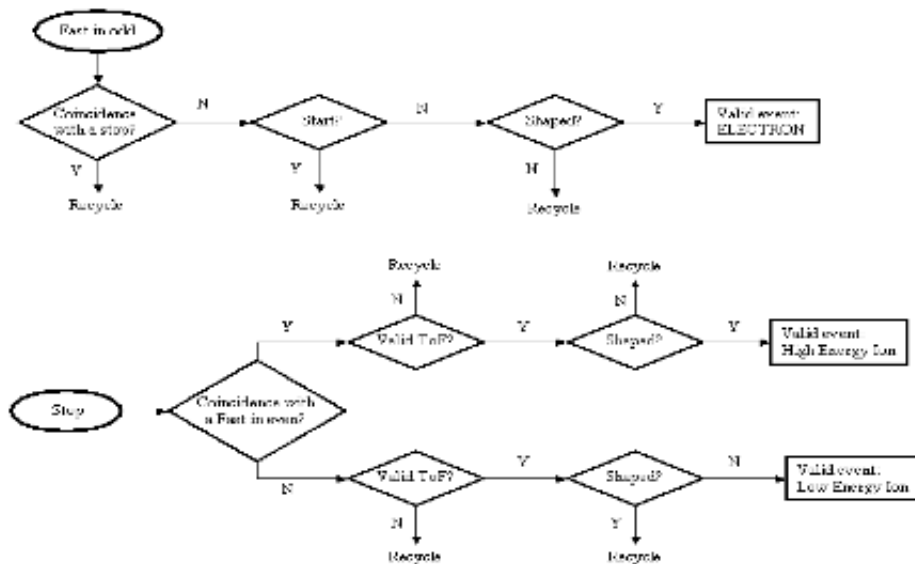 Fast in odd
Coincidence
with a stop?
N
Start?
N
Shaped?
Y
Valid event:
ELECTRON
Y
Y
N
Recycle
Recycle
Recycle
Recycle
Recycle
N
N
Y
Valid ToF?
Y
Shaped?
Y
Valid event
High Energy Ion
Stop
Coincidence with
a Fast in even?
N
Valid ToF?
Y
Shaped?
N
Valid event:
Low Energy Ion
N
Y
Recycle
Recycle